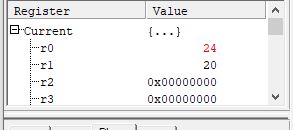 Register Value
Current {...}
r0 24
r1 20
r2 0x00000000
r3 0x00000000